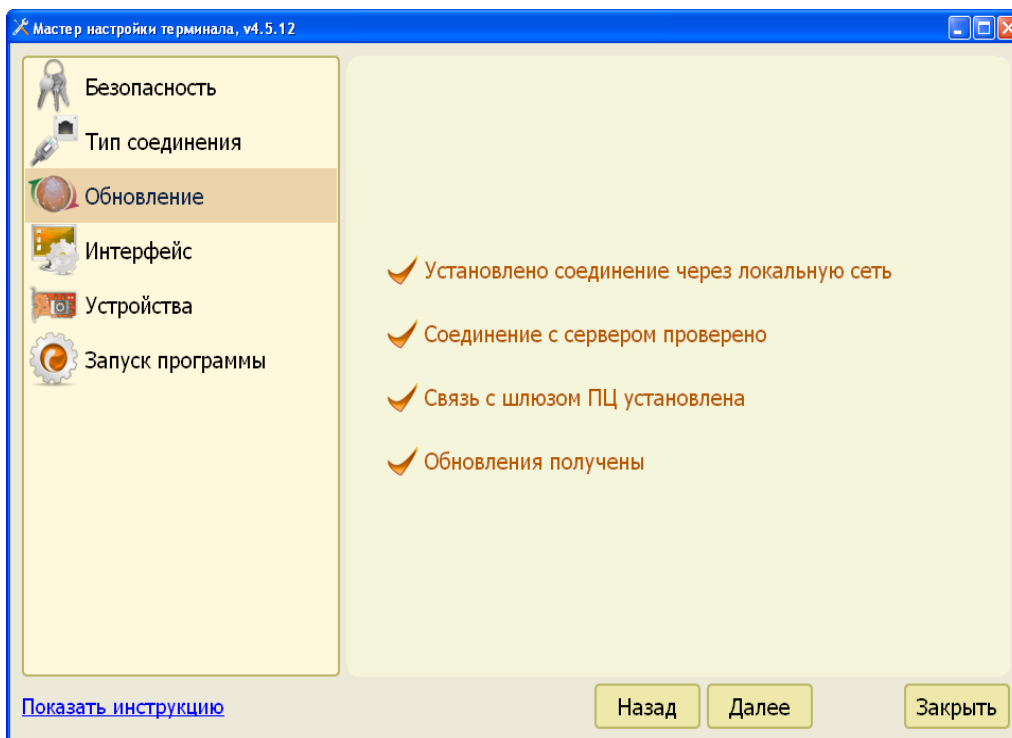 Мастер настройки терминала, v4.5.12
Безопасность
Тип соединения
Обновление
Интерфейс
Устройства
Запуск программы
Установлено соединение через локальную сеть
Соединение с сервером проверено
Связь с шлюзом ПЦ установлена
Обновления получены
Показать инструкцию
Назад
Далее
Закрыть